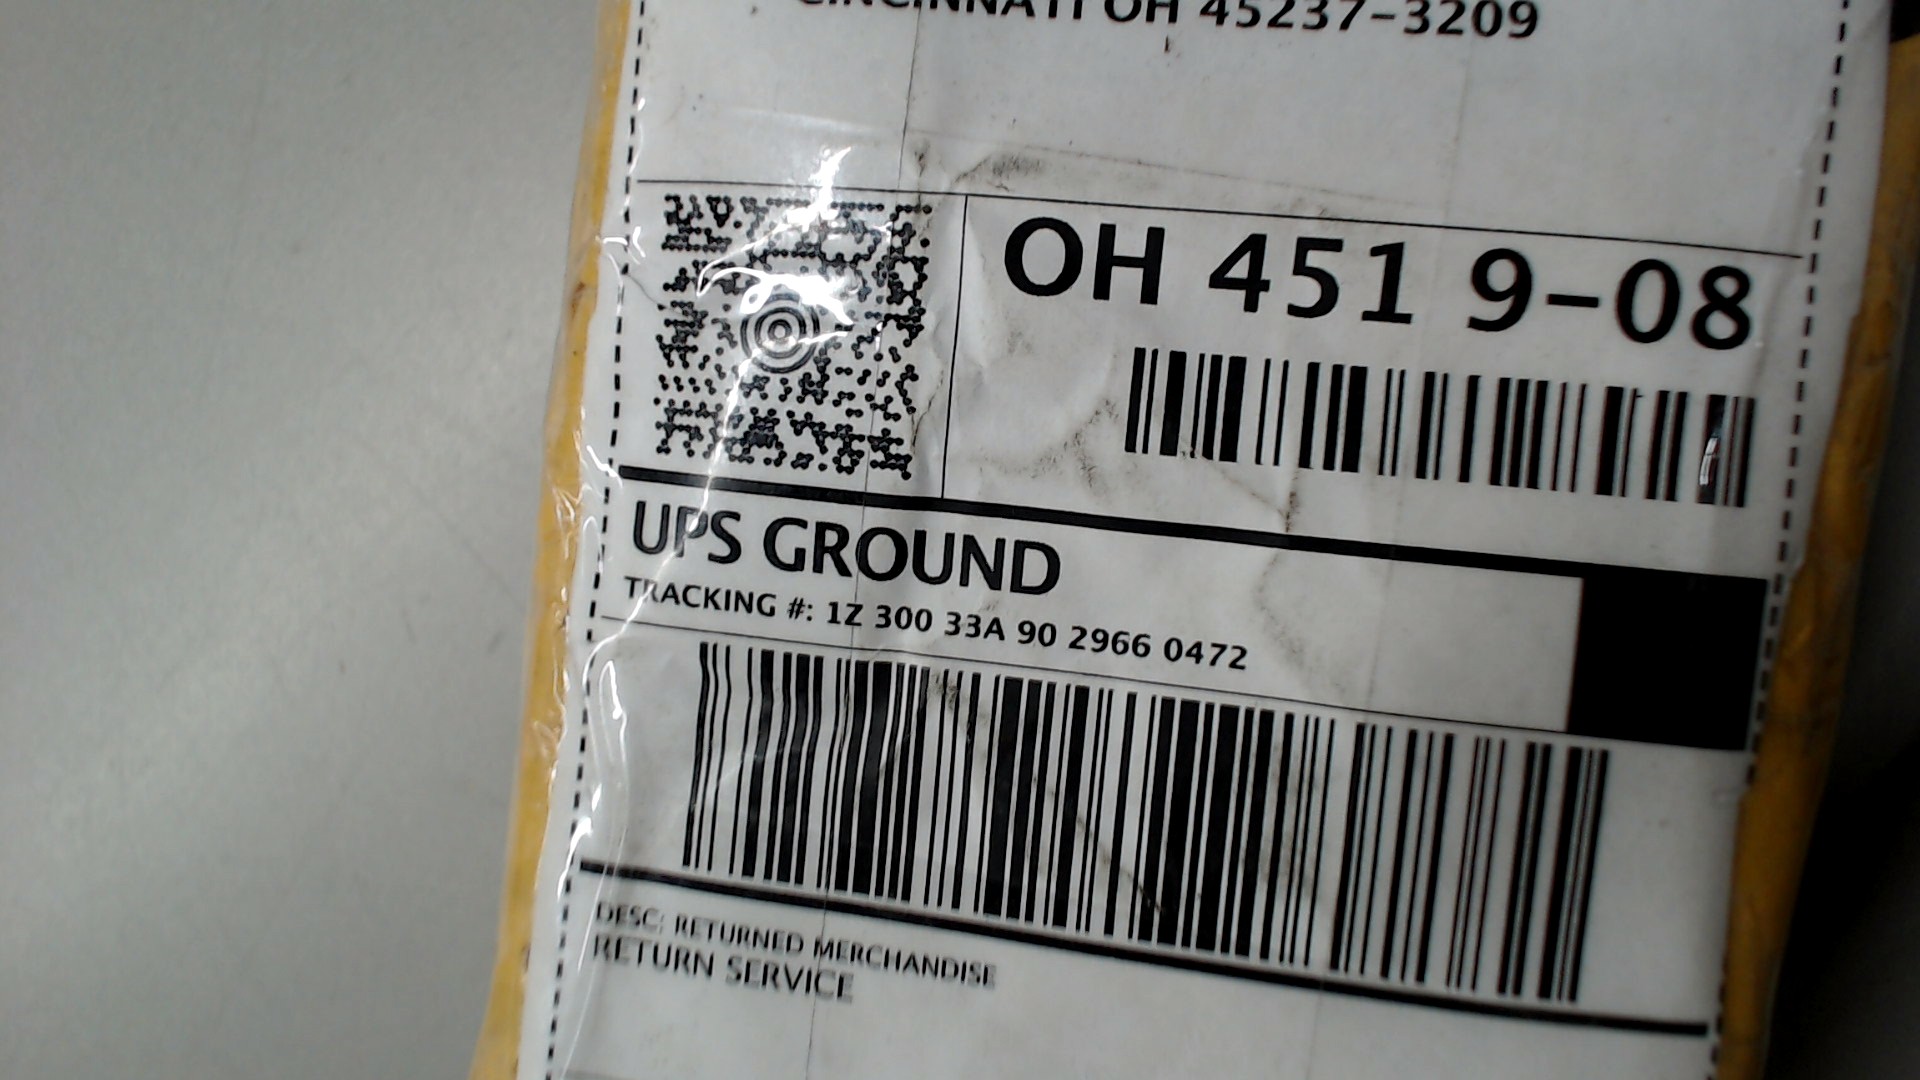 CINCINNATI OH 45237-3209
OH 451 9-08
UPS GROUND
TRACKING #: 1Z 300 33A 90 2966 0472
DESC: RETURNED MERCHANDISE
RETURN SERVICE